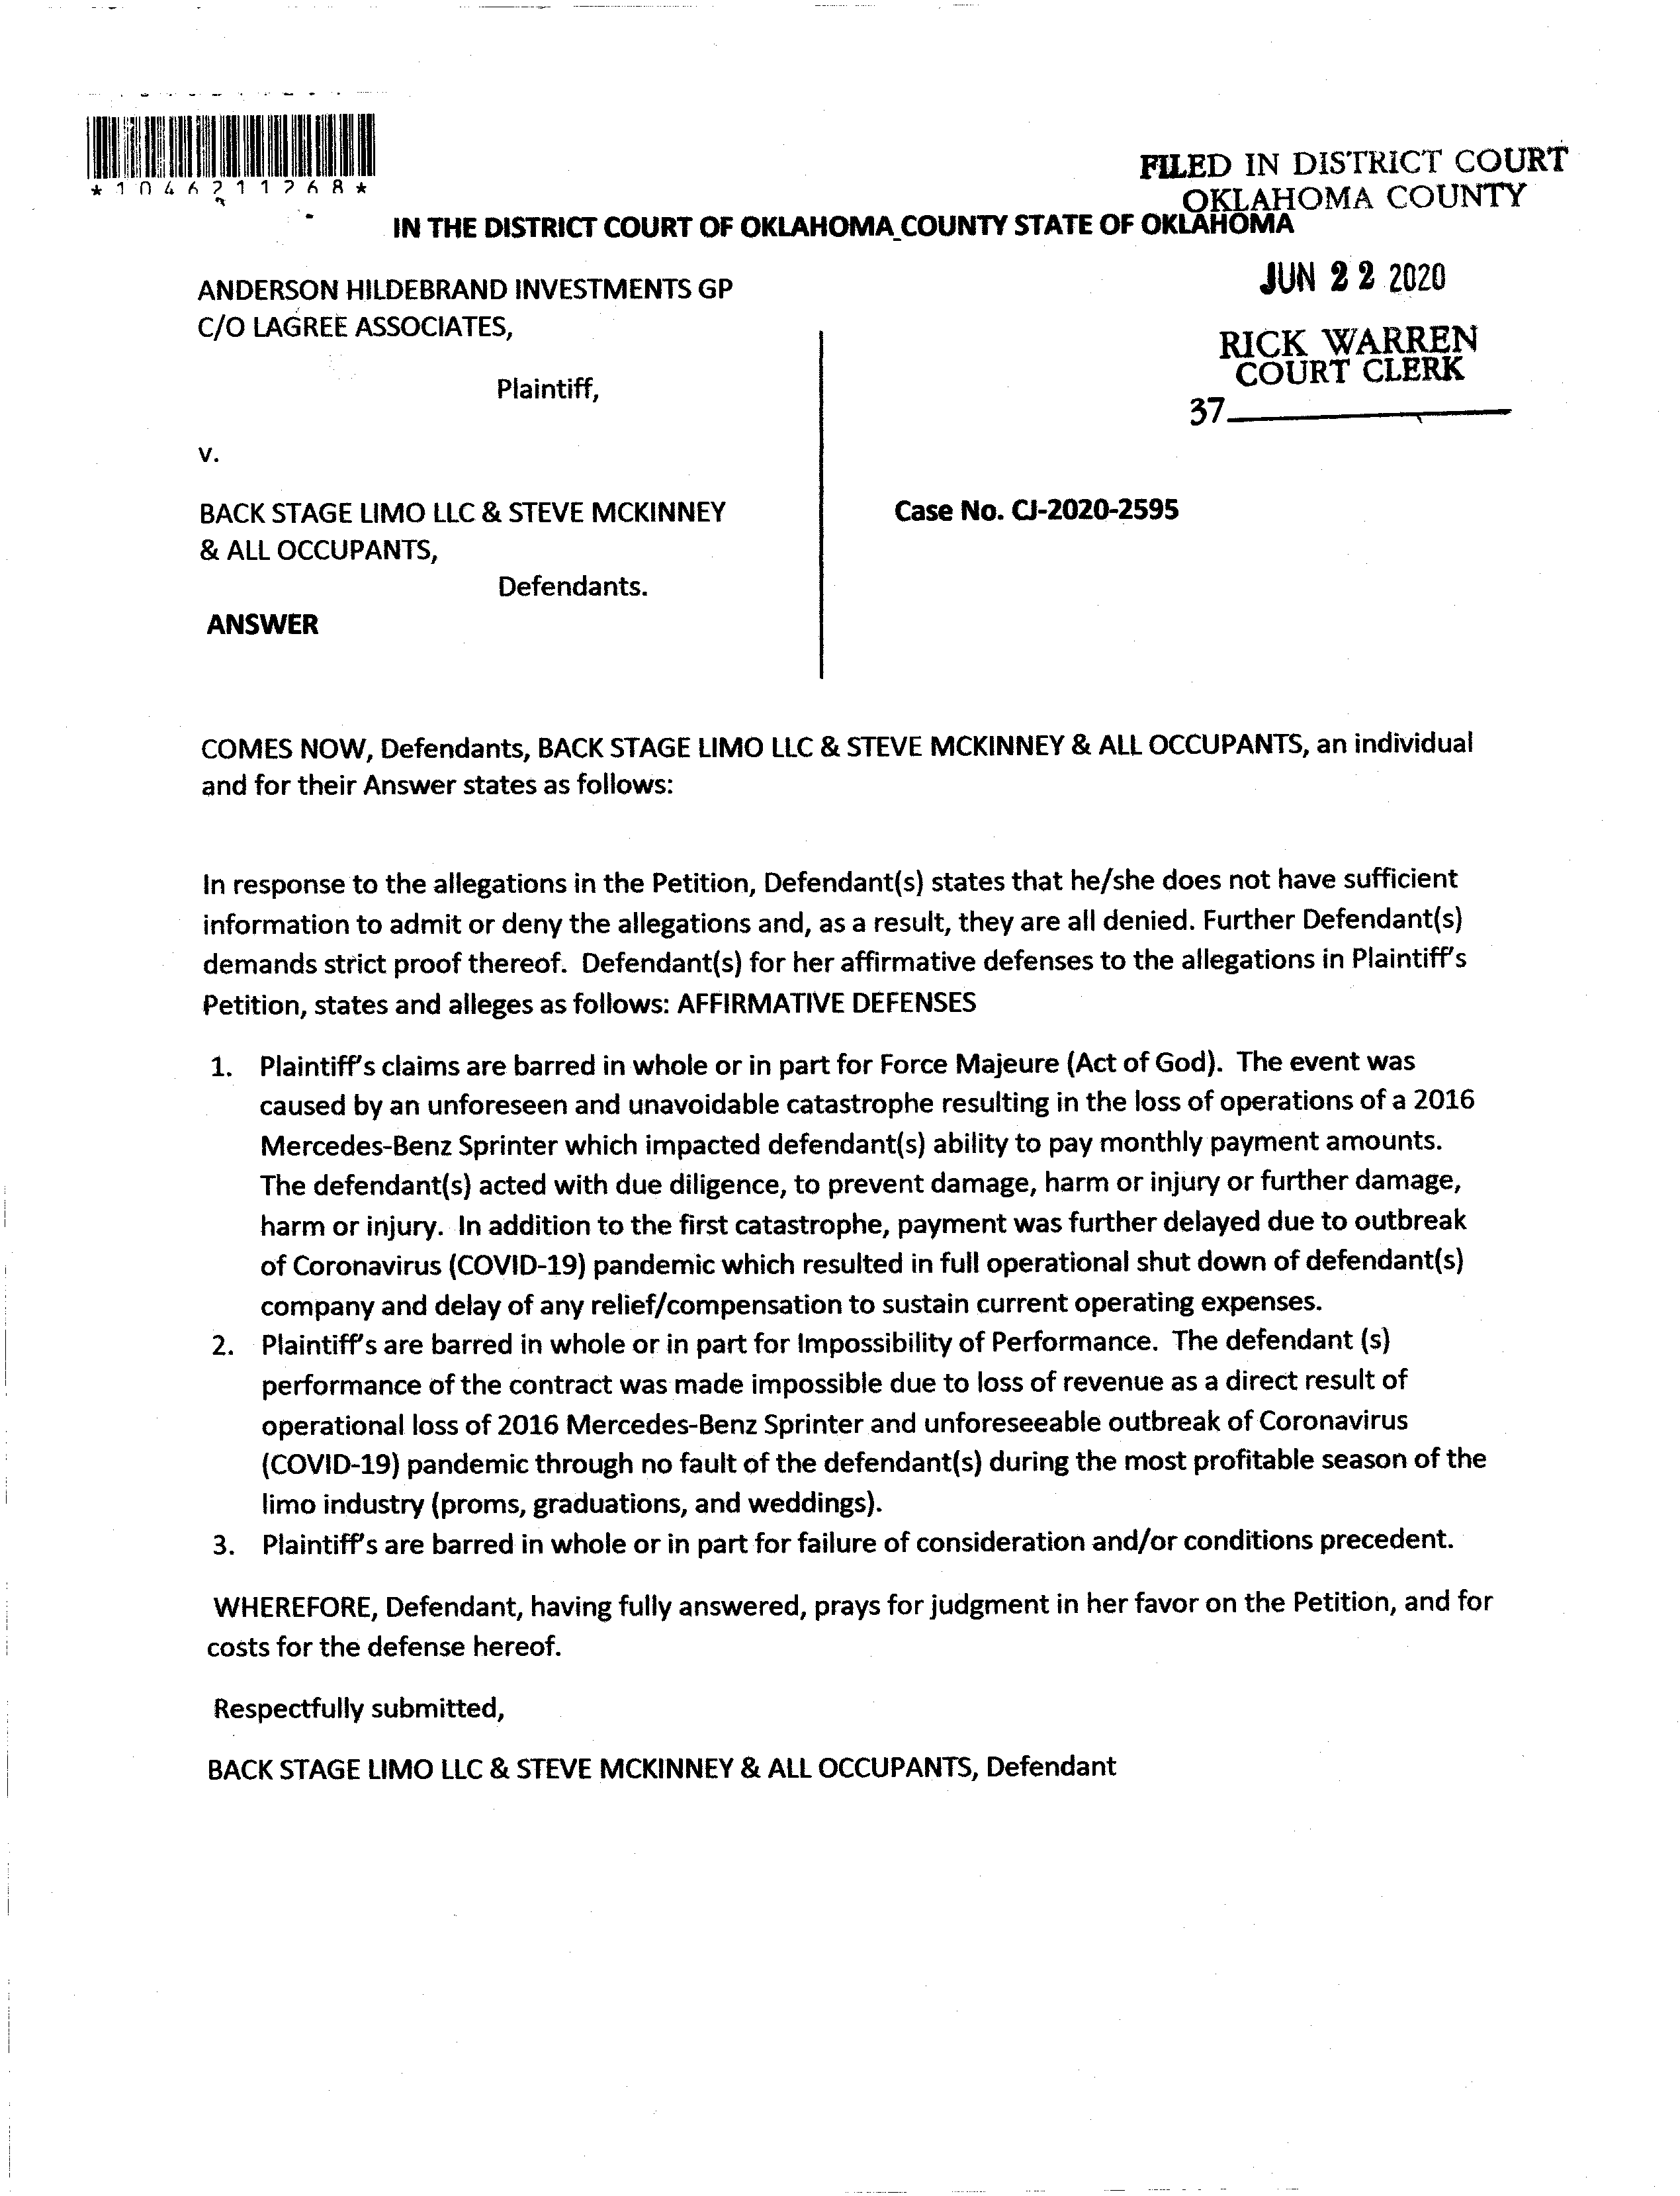 *1046211268*
FILED IN DISTRICT COURT
OKLAHOMA COUNTY
IN THE DISTRICT COURT OF OKLAHOMA COUNTY STATE OF OKLAHOMA
ANDERSON HILDEBRAND INVESTMENTS GP
JUN 22 2020
C/O LAGREE ASSOCIATES,
RICK WARREN
COURT CLERK
Plaintiff,
37
v.
BACK STAGE LIMO LLC & STEVE MCKINNEY
Case No. CJ-2020-2595
& ALL OCCUPANTS,
Defendants.
ANSWER
COMES NOW, Defendants, BACK STAGE LIMO LLC & STEVE MCKINNEY & ALL OCCUPANTS, an individual
and for their Answer states as follows:
In response to the allegations in the Petition, Defendant(s) states that he/she does not have sufficient
information to admit or deny the allegations and, as a result, they are all denied. Further Defendant(s)
demands strict proof thereof. Defendant(s) for her affirmative defenses to the allegations in Plaintiff's
Petition, states and alleges as follows: AFFIRMATIVE DEFENSES
1. Plaintiff's claims are barred in whole or in part for Force Majeure (Act of God). The event was
caused by an unforeseen and unavoidable catastrophe resulting in the loss of operations of a 2016
Mercedes-Benz Sprinter which impacted defendant(s) ability to pay monthly payment amounts.
The defendant(s) acted with due diligence, to prevent damage, harm or injury or further damage,
harm or injury. In addition to the first catastrophe, payment was further delayed due to outbreak
of Coronavirus (COVID-19) pandemic which resulted in full operational shut down of defendant(s)
company and delay of any relief/compensation to sustain current operating expenses.
2. Plaintiff's are barred in whole or in part for Impossibility of Performance. The defendant (s)
performance of the contract was made impossible due to loss of revenue as a direct result of
operational loss of 2016 Mercedes-Benz Sprinter and unforeseeable outbreak of Coronavirus
(COVID-19) pandemic through no fault of the defendant(s) during the most profitable season of the
limo industry (proms, graduations, and weddings).
3. Plaintiff's are barred in whole or in part for failure of consideration and/or conditions precedent.
WHEREFORE, Defendant, having fully answered, prays for judgment in her favor on the Petition, and for
costs for the defense hereof.
Respectfully submitted,
BACK STAGE LIMO LLC & STEVE MCKINNEY & ALL OCCUPANTS, Defendant